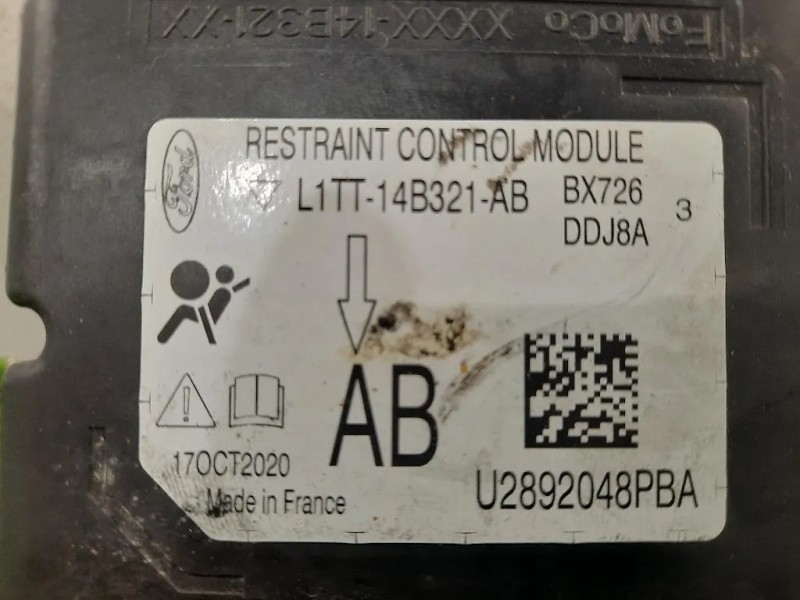 FoMoCo XXXX-14B321-XX
Ford
RESTRAINT CONTROL MODULE
L1TT-14B321-AB
BX726
DDJ8A
3
AB
17OCT2020
Made in France
U2892048PBA